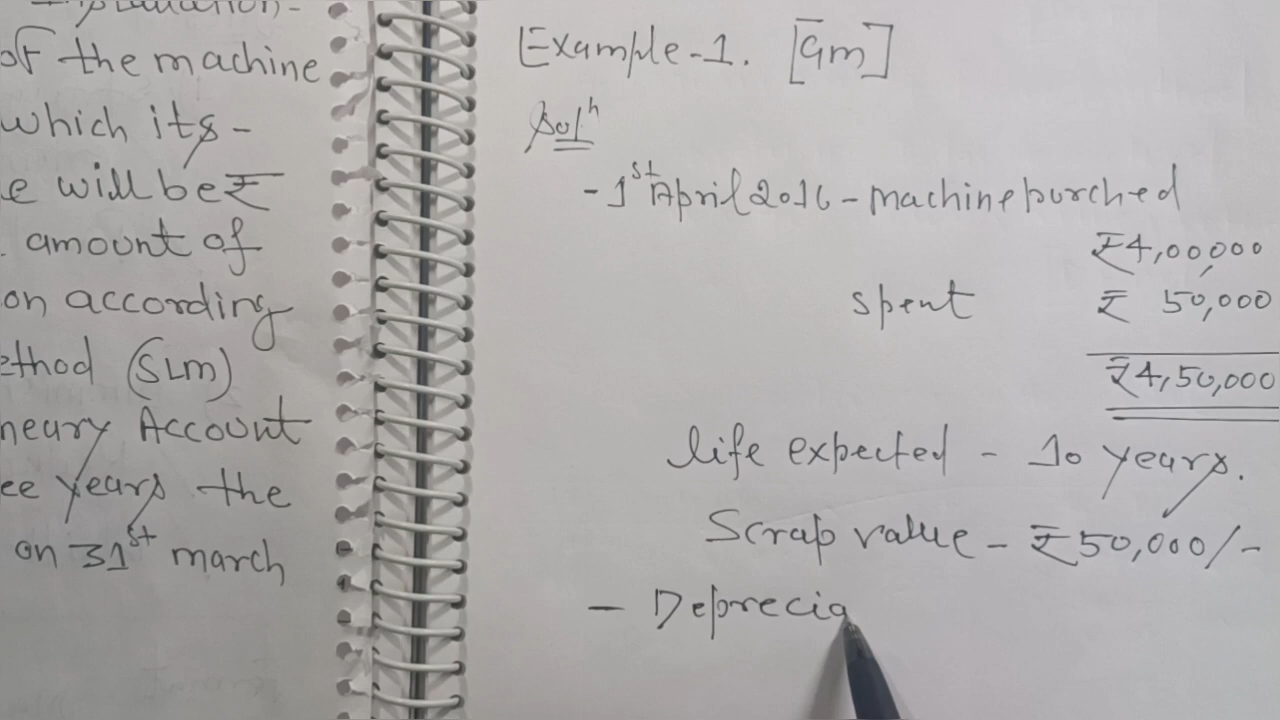 of the machine
which its -
e will be ₹
amount of
on according
ethod (SLM)
nery Account
ee years the
on 31st march
Example-1. [4m]
Solⁿ
- 1st April 2016 - machine purched
₹4,00,000
spent ₹ 50,000
₹4,50,000
life expected - 10 years.
Scrap value - ₹50,000/-
- Deprecia